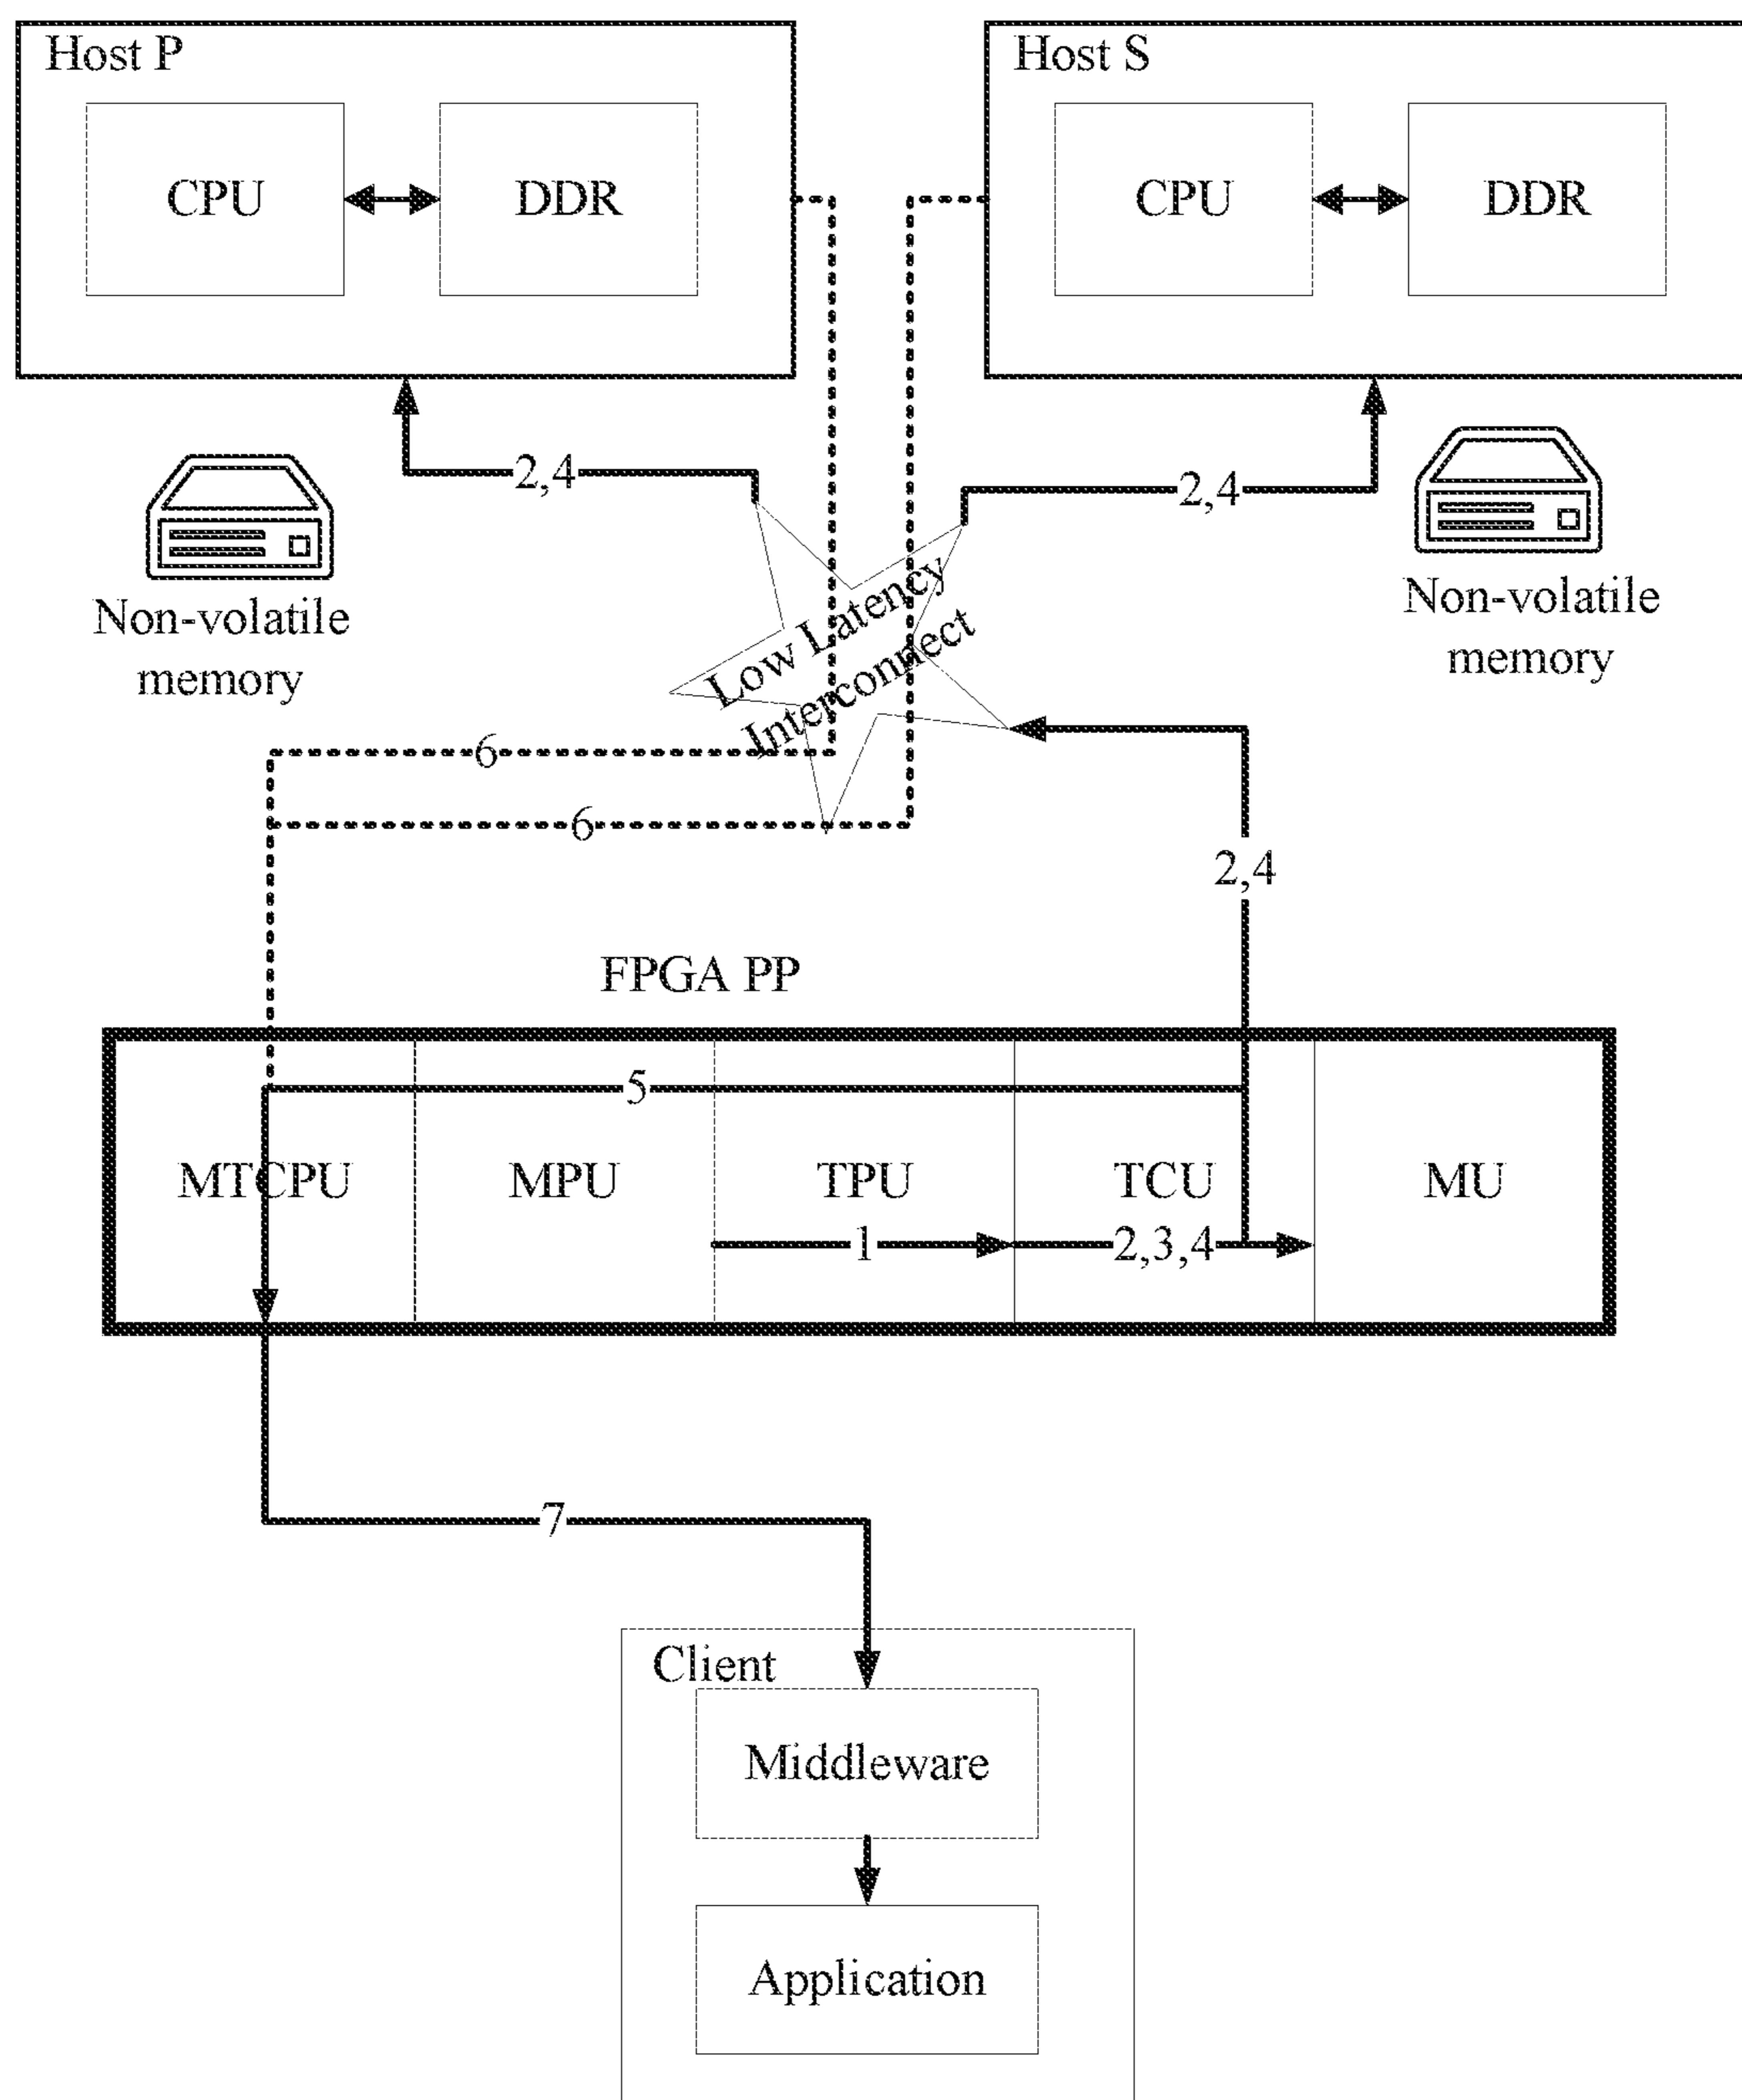 Host P
Host S
CPU
DDR
CPU
DDR
2,4
2,4
Non-volatile
memory
Non-volatile
memory
Low Latency
Interconnect
6
6
2,4
FPGA PP
5
MTCPU
MPU
TPU
TCU
MU
1
2,3,4
7
Client
Middleware
Application